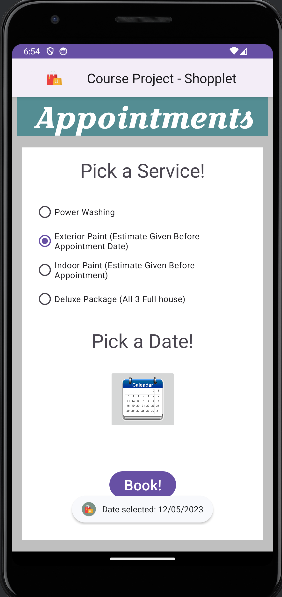 6:54
Course Project - Shopplet
Appointments
Pick a Service!
Power Washing
Exterior Paint (Estimate Given Before
Appointment Date)
Indoor Paint (Estimate Given Before
Appointment)
Deluxe Package (All 3 Full house)
Pick a Date!
Calendar
Book!
Date selected: 12/05/2023